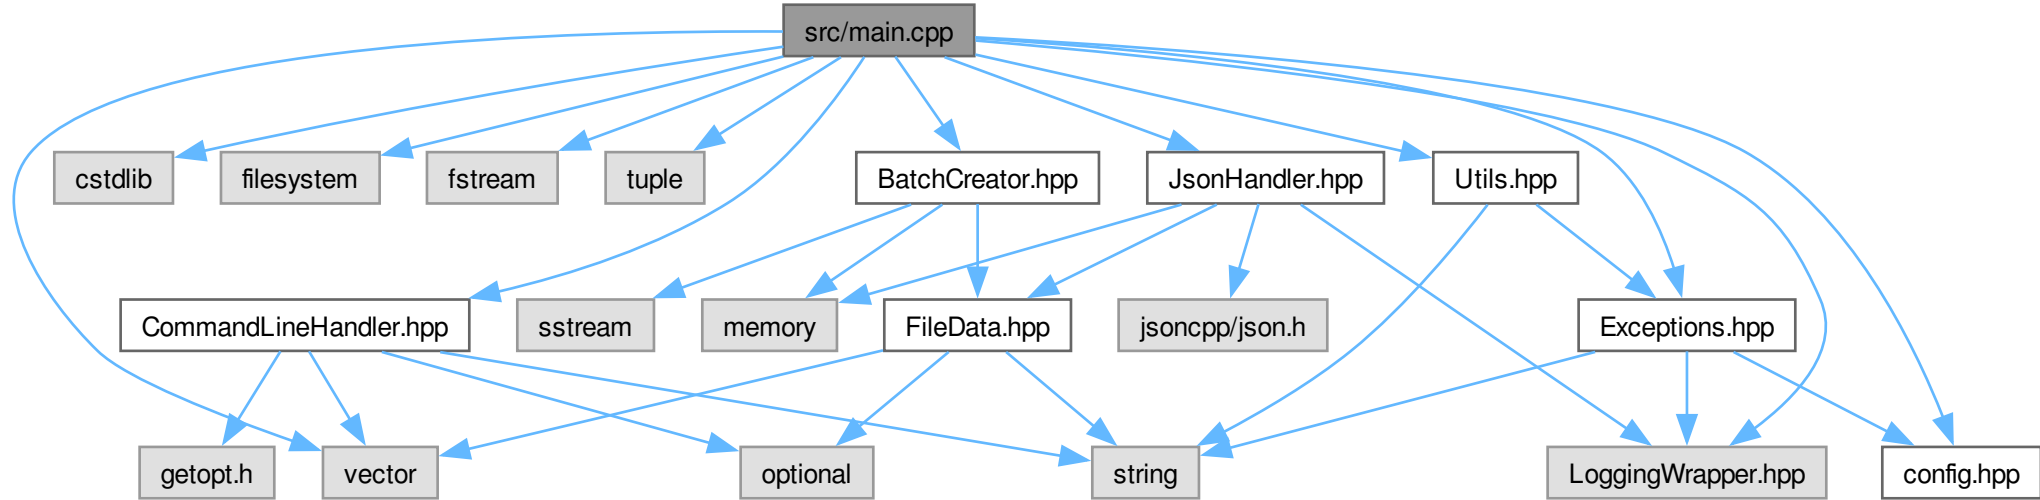 src/main.cpp
cstdlib
filesystem
fstream
tuple
BatchCreator.hpp
JsonHandler.hpp
Utils.hpp
CommandLineHandler.hpp
sstream
memory
FileData.hpp
jsoncpp/json.h
Exceptions.hpp
getopt.h
vector
optional
string
LoggingWrapper.hpp
config.hpp